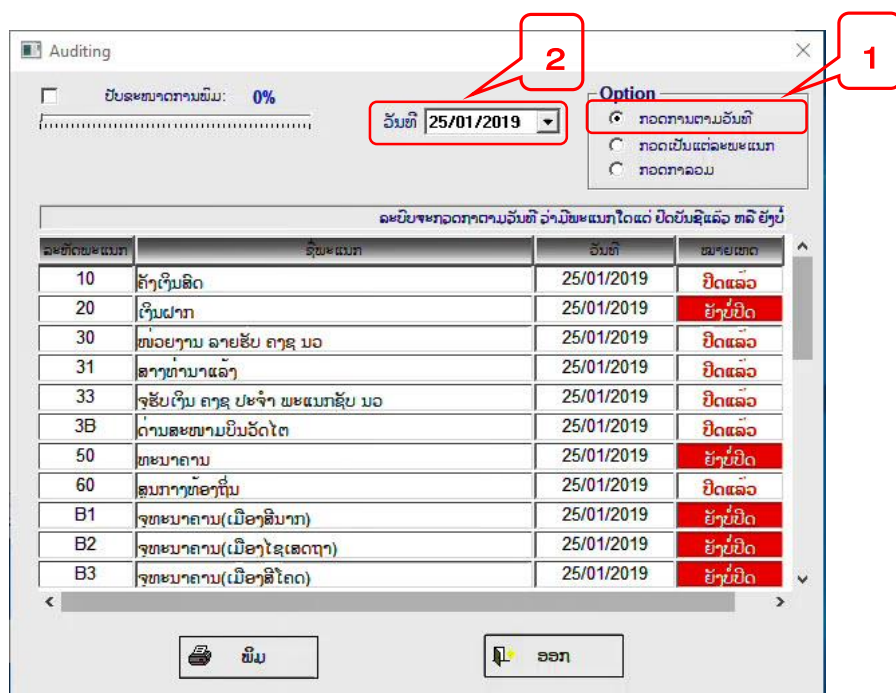 Auditing
2
1
ປັບຂະໜາດການພິມ: 0%
ວັນທີ 25/01/2019
Option
ກວດການຕາມວັນທີ
ກວດເປັນແຕ່ລະພະແນກ
ກວດກາລວມ
ລະບົບຈະກວດກາຕາມວັນທີ ວ່າມີພະແນກໃດແດ່ ປິດບັນຊີແລ້ວ ຫລື ຍັງບໍ່
ລະຫັດພະແນກ ຊື່ພະແນກ ວັນທີ ໝາຍເຫດ
10 ຄັງເງິນສົດ 25/01/2019 ປິດແລ້ວ
20 ເງິນຝາກ 25/01/2019 ຍັງບໍ່ປິດ
30 ໜ່ວຍງານ ລາຍຮັບ ຄງຊ ນວ 25/01/2019 ປິດແລ້ວ
31 ສາງທ່ານາແລ້ງ 25/01/2019 ປິດແລ້ວ
33 ຈຸຮັບເງິນ ຄງຊ ປະຈຳ ພະແນກຊັບ ນວ 25/01/2019 ປິດແລ້ວ
3B ດ່ານສະໜາມບິນວັດໄຕ 25/01/2019 ປິດແລ້ວ
50 ທະນາຄານ 25/01/2019 ຍັງບໍ່ປິດ
60 ສູນກາງທ້ອງຖິ່ນ 25/01/2019 ປິດແລ້ວ
B1 ຈຸທະນາຄານ(ເມືອງສີນາກ) 25/01/2019 ຍັງບໍ່ປິດ
B2 ຈຸທະນາຄານ(ເມືອງໄຊເສດຖາ) 25/01/2019 ຍັງບໍ່ປິດ
B3 ຈຸທະນາຄານ(ເມືອງສີໂຄດ) 25/01/2019 ຍັງບໍ່ປິດ
ພິມ
ອອກ